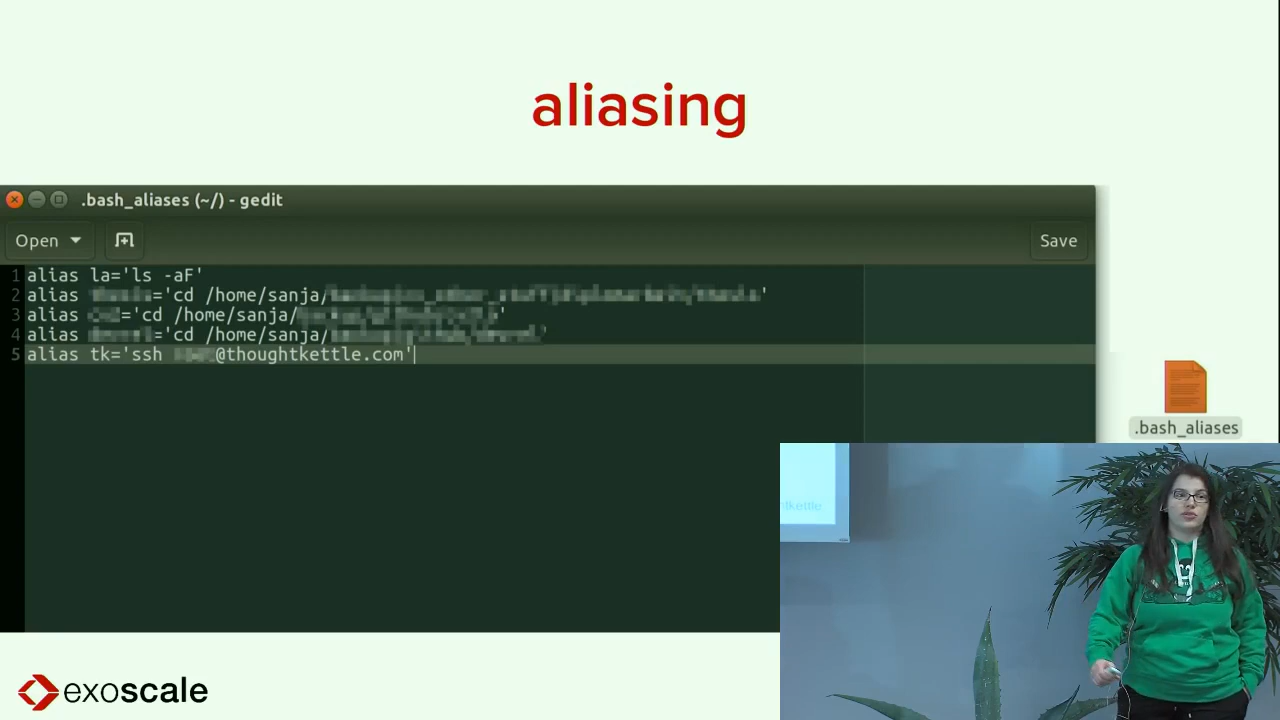 aliasing
.bash_aliases (~/) - gedit
Open
Save
1 alias la='ls -aF'
2 alias ='cd /home/sanja/ '
3 alias ='cd /home/sanja/ '
4 alias ='cd /home/sanja/ '
5 alias tk='ssh @thoughtkettle.com'
.bash_aliases
exoscale